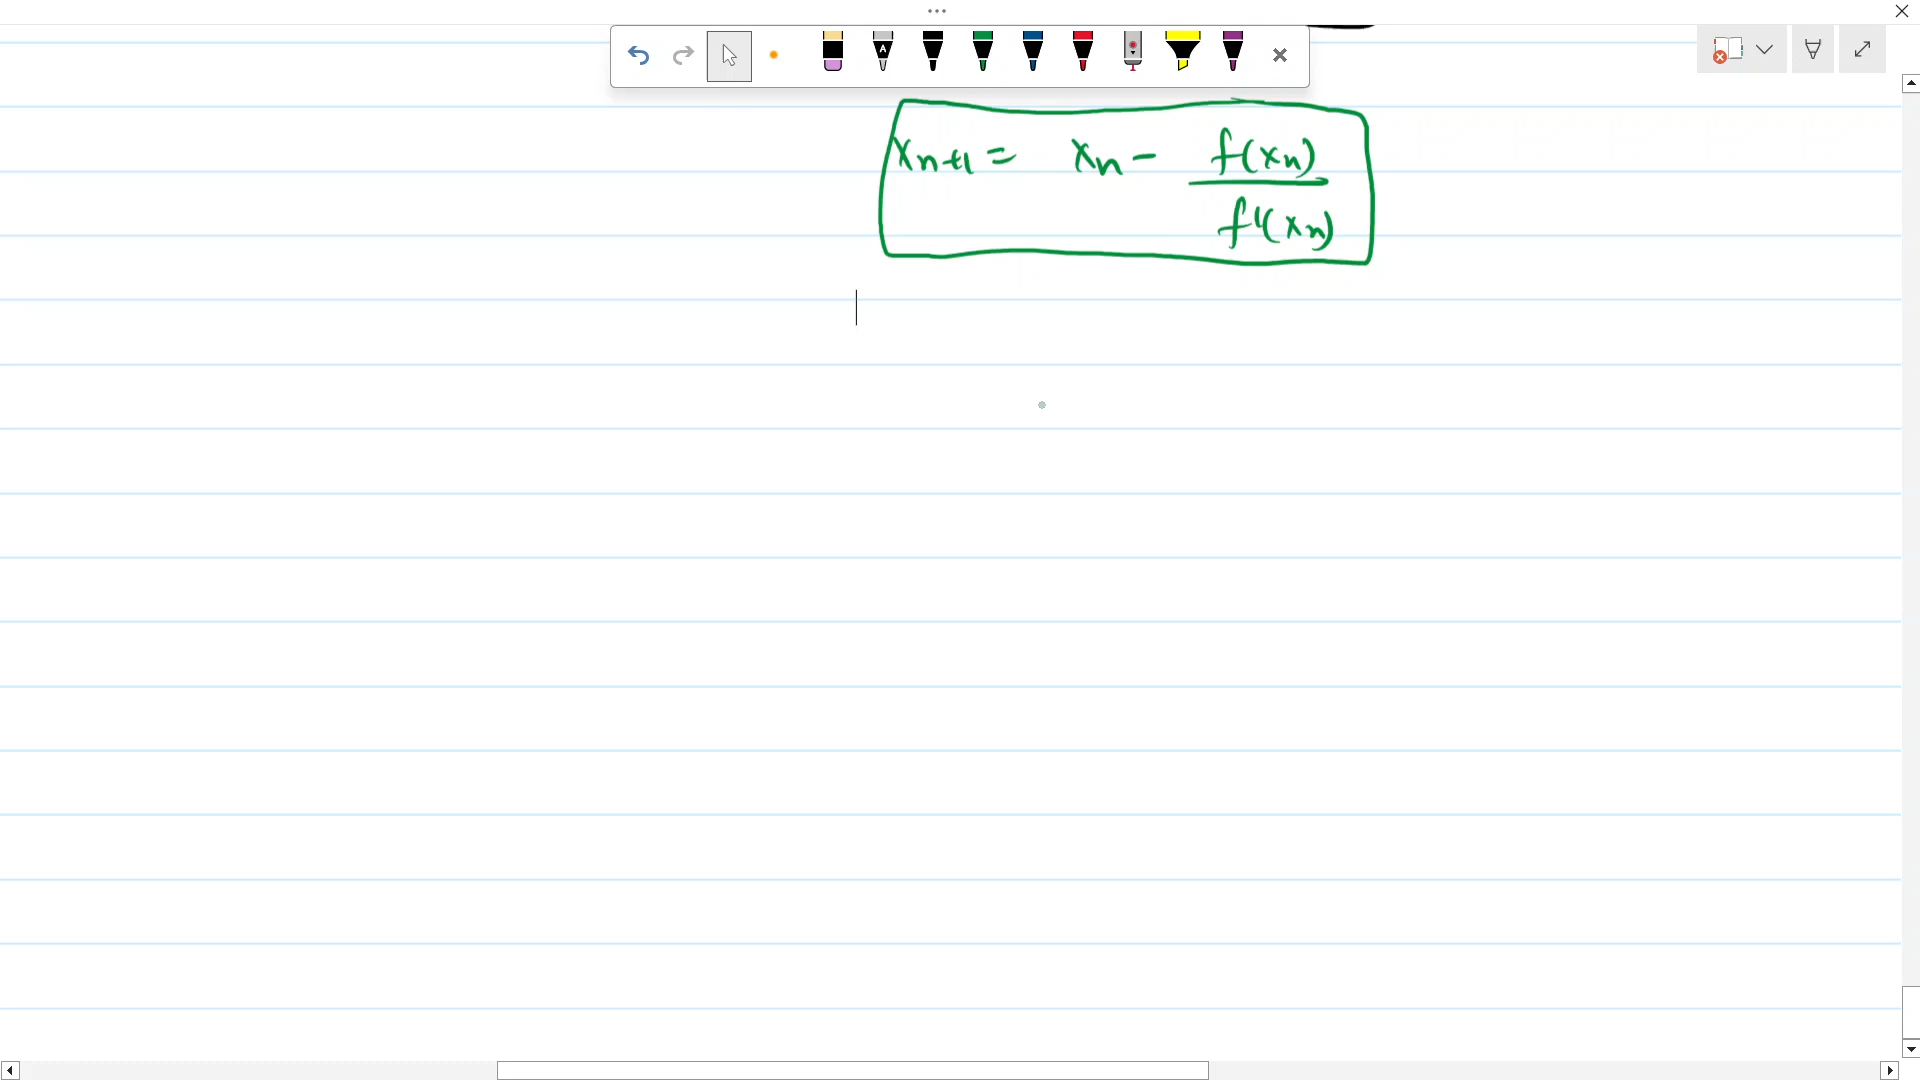 xn+1 = xn - f(xn)
f'(xn)